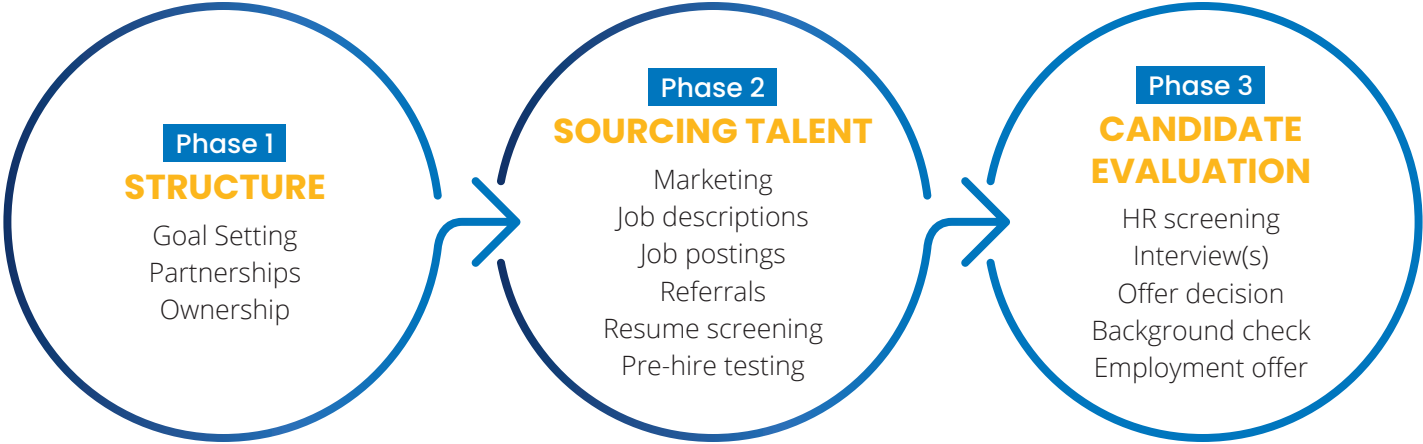 Phase 1
STRUCTURE
Goal Setting
Partnerships
Ownership
Phase 2
SOURCING TALENT
Marketing
Job descriptions
Job postings
Referrals
Resume screening
Pre-hire testing
Phase 3
CANDIDATE
EVALUATION
HR screening
Interview(s)
Offer decision
Background check
Employment offer